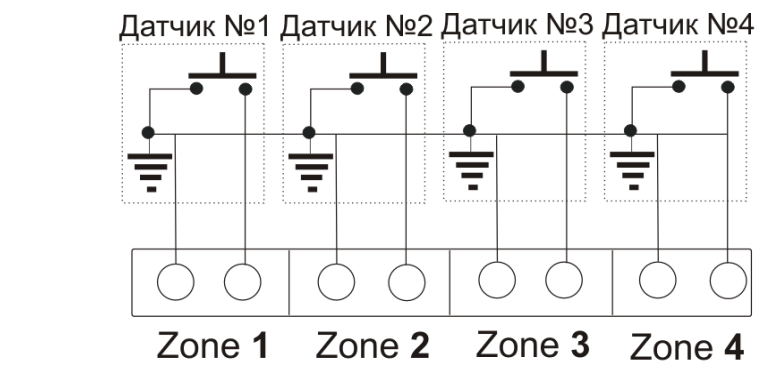 Датчик №1 Датчик №2 Датчик №3 Датчик №4
Zone 1 Zone 2 Zone 3 Zone 4